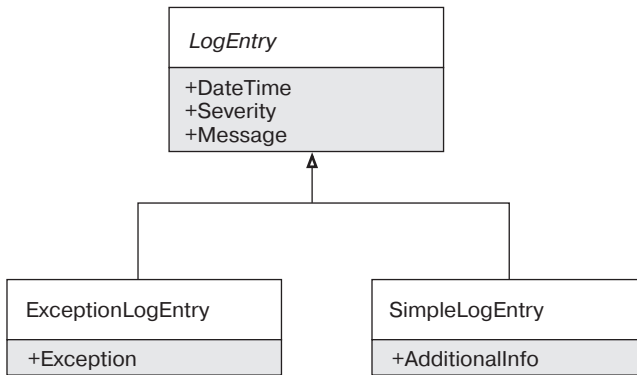 LogEntry
+DateTime
+Severity
+Message
ExceptionLogEntry
SimpleLogEntry
+Exception
+AdditionalInfo